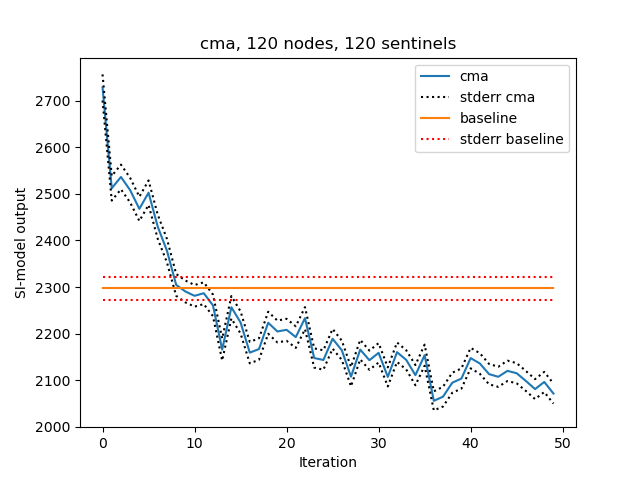 cma, 120 nodes, 120 sentinels
cma
stderr cma
baseline
stderr baseline
SI-model output
2700
2600
2500
2400
2300
2200
2100
2000
0 10 20 30 40 50
Iteration